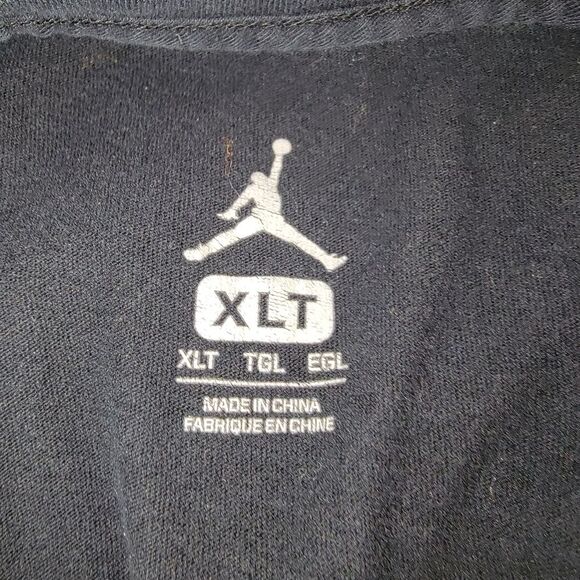 XLT
XLT TGL EGL
MADE IN CHINA
FABRIQUE EN CHINE